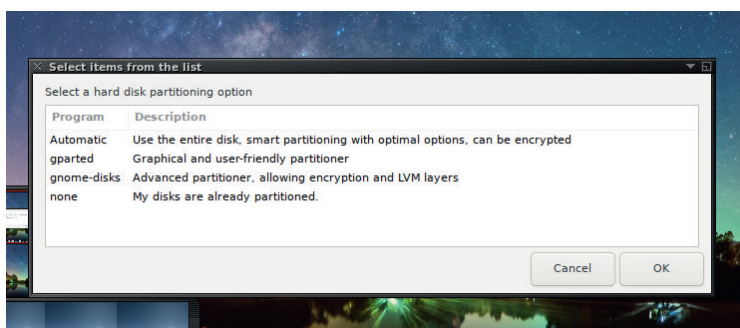 Select items from the list
Select a hard disk partitioning option
Program Description
Automatic Use the entire disk, smart partitioning with optimal options, can be encrypted
gparted Graphical and user-friendly partitioner
gnome-disks Advanced partitioner, allowing encryption and LVM layers
none My disks are already partitioned.
Cancel OK